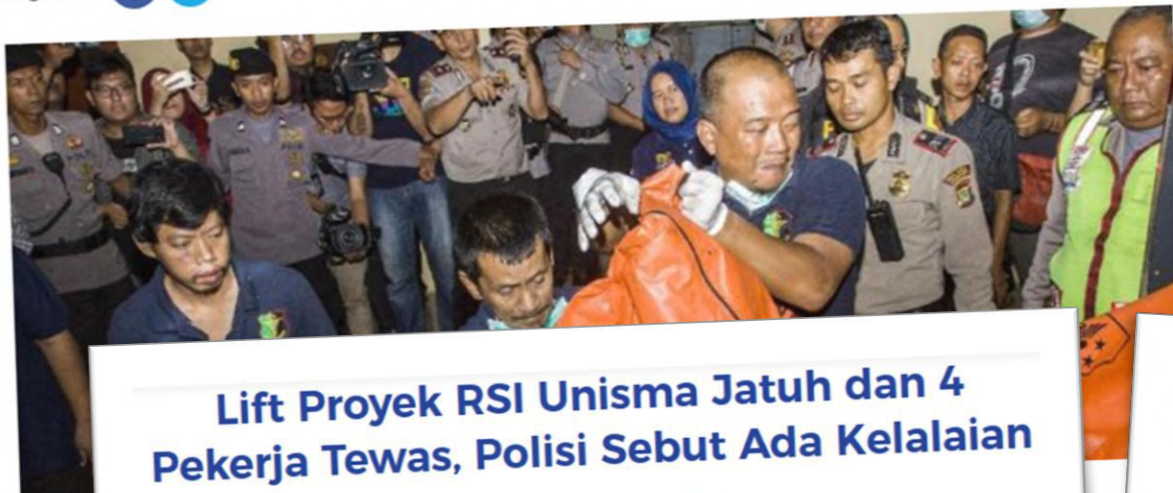 Lift Proyek RSI Unisma Jatuh dan 4
Pekerja Tewas, Polisi Sebut Ada Kelalaian